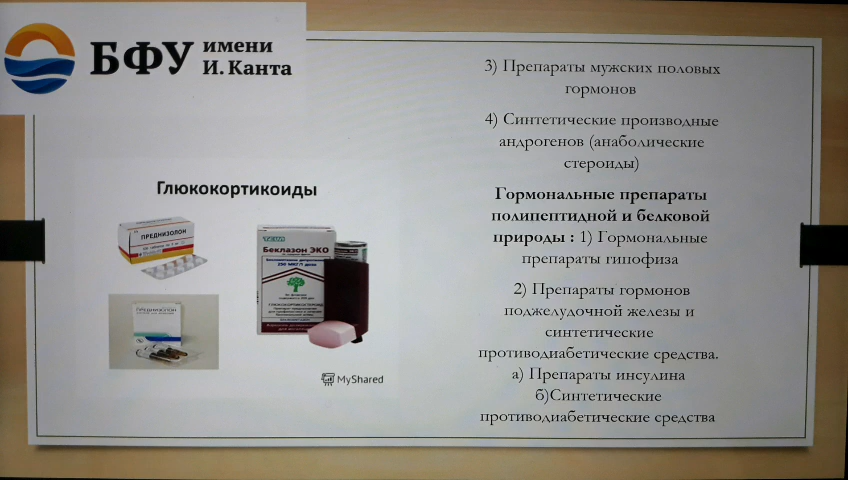 БФУ имени
И. Канта
3) Препараты мужских половых
гормонов
4) Синтетические производные
андрогенов (анаболические
стероиды)
Гормональные препараты
полипептидной и белковой
природы : 1) Гормональные
препараты гипофиза
2) Препараты гормонов
поджелудочной железы и
синтетические
противодиабетические средства.
а) Препараты инсулина
б)Синтетические
противодиабетические средства
Глюкокортикоиды
ПРЕДНИЗОЛОН
ПРЕДНИЗОЛОН
Беклазон ЭКО
250 МКГ/1 доза
ГЛЮКОКОРТИКОСТЕРОИД
MyShared